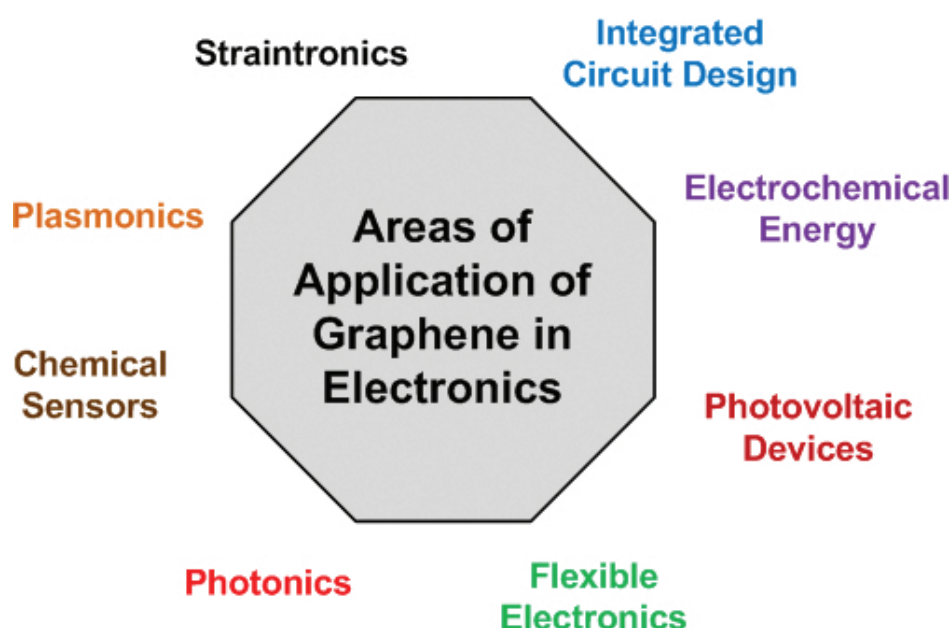 Straintronics
Integrated
Circuit Design
Plasmonics
Electrochemical
Energy
Areas of
Application of
Graphene in
Electronics
Chemical
Sensors
Photovoltaic
Devices
Photonics
Flexible
Electronics